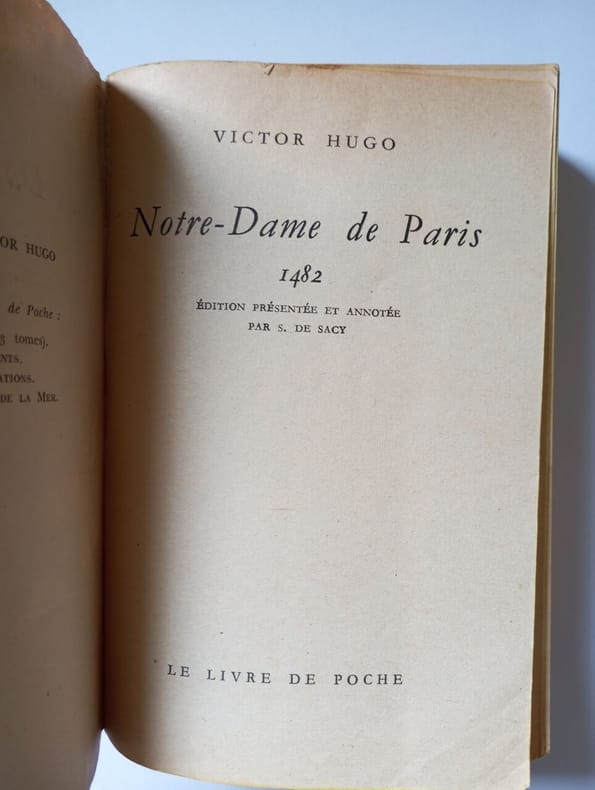 OR HUGO
de Poche :
3 tomes).
NTS.
ATIONS.
DE LA MER.
VICTOR HUGO
Notre-Dame de Paris
1482
ÉDITION PRÉSENTÉE ET ANNOTÉE
PAR S. DE SACY
LE LIVRE DE POCHE